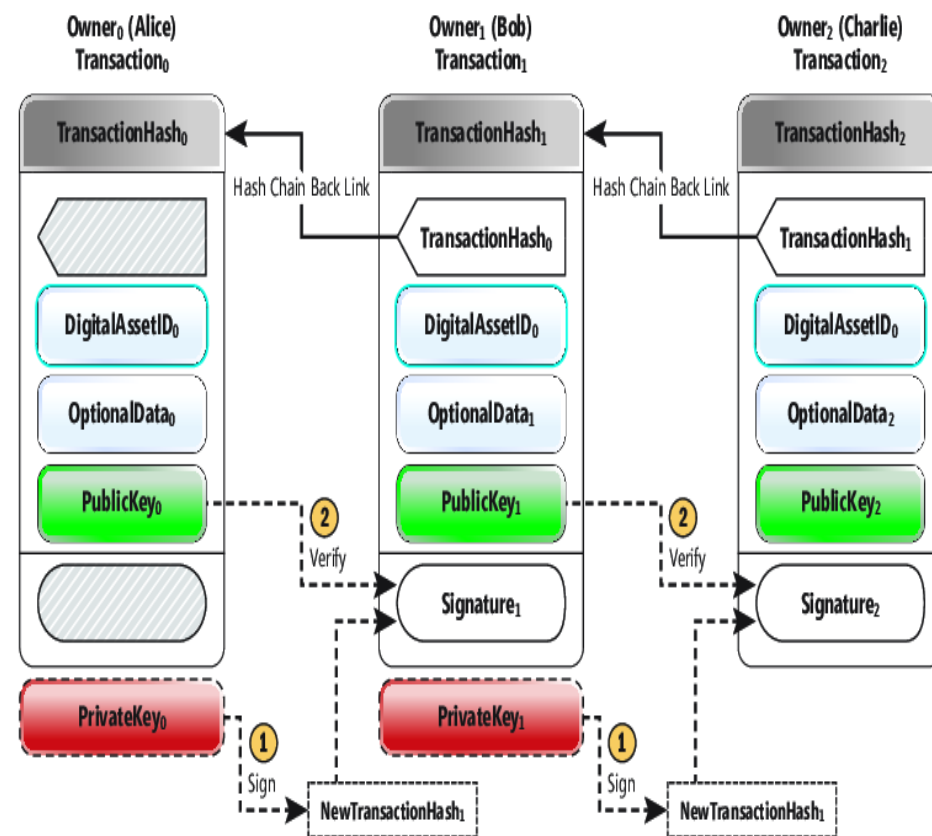 Owner₀ (Alice)
Transaction₀
Owner₁ (Bob)
Transaction₁
Owner₂ (Charlie)
Transaction₂
TransactionHash₀
TransactionHash₁
TransactionHash₂
Hash Chain Back Link
Hash Chain Back Link
TransactionHash₀
TransactionHash₁
DigitalAssetID₀
DigitalAssetID₀
DigitalAssetID₀
OptionalData₀
OptionalData₁
OptionalData₂
PublicKey₀
PublicKey₁
PublicKey₂
2
Verify
2
Verify
Signature₁
Signature₂
PrivateKey₀
PrivateKey₁
1
Sign
1
Sign
NewTransactionHash₁
NewTransactionHash₁